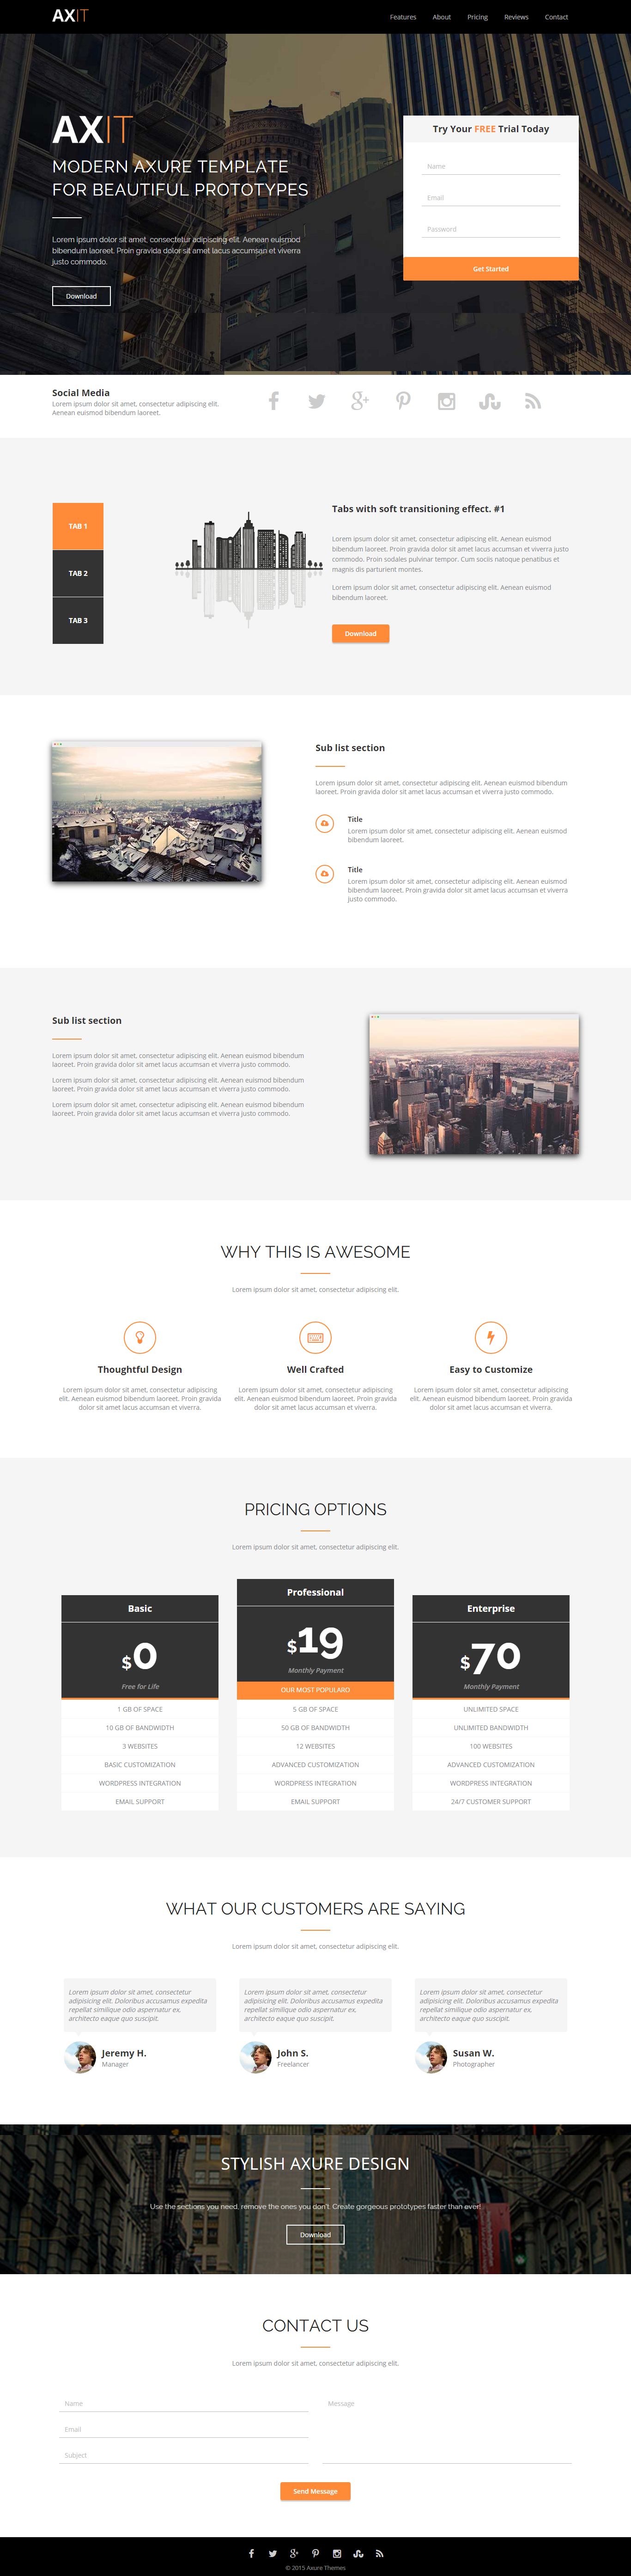 AXIT
Features About Pricing Reviews Contact
AXIT
MODERN AXURE TEMPLATE
FOR BEAUTIFUL PROTOTYPES
Lorem ipsum dolor sit amet, consectetur adipiscing elit. Aenean euismod
bibendum laoreet. Proin gravida dolor sit amet lacus accumsan et viverra
justo commodo.
Download
Try Your FREE Trial Today
Name
Email
Password
Get Started
Social Media
Lorem ipsum dolor sit amet, consectetur adipiscing elit.
Aenean euismod bibendum laoreet.
TAB 1
TAB 2
TAB 3
Tabs with soft transitioning effect. #1
Lorem ipsum dolor sit amet, consectetur adipiscing elit. Aenean euismod
bibendum laoreet. Proin gravida dolor sit amet lacus accumsan et viverra justo
commodo. Proin sodales pulvinar tempor. Cum sociis natoque penatibus et
magnis dis parturient montes.
Lorem ipsum dolor sit amet, consectetur adipiscing elit. Aenean euismod
bibendum laoreet.
Download
Sub list section
Lorem ipsum dolor sit amet, consectetur adipiscing elit. Aenean euismod bibendum
laoreet. Proin gravida dolor sit amet lacus accumsan et viverra justo commodo.
Title
Lorem ipsum dolor sit amet, consectetur adipiscing elit. Aenean euismod
bibendum laoreet.
Title
Lorem ipsum dolor sit amet, consectetur adipiscing elit. Aenean euismod
bibendum laoreet. Proin gravida dolor sit amet lacus accumsan et viverra
justo commodo.
Sub list section
Lorem ipsum dolor sit amet, consectetur adipiscing elit. Aenean euismod bibendum
laoreet. Proin gravida dolor sit amet lacus accumsan et viverra justo commodo.
Lorem ipsum dolor sit amet, consectetur adipiscing elit. Aenean euismod bibendum
laoreet. Proin gravida dolor sit amet lacus accumsan et viverra justo commodo.
Lorem ipsum dolor sit amet, consectetur adipiscing elit. Aenean euismod bibendum
laoreet. Proin gravida dolor sit amet lacus accumsan et viverra justo commodo.
WHY THIS IS AWESOME
Lorem ipsum dolor sit amet, consectetur adipiscing elit.
Thoughtful Design
Lorem ipsum dolor sit amet, consectetur adipiscing
elit. Aenean euismod bibendum laoreet. Proin gravida
dolor sit amet lacus accumsan et viverra.
Well Crafted
Lorem ipsum dolor sit amet, consectetur adipiscing
elit. Aenean euismod bibendum laoreet. Proin gravida
dolor sit amet lacus accumsan et viverra.
Easy to Customize
Lorem ipsum dolor sit amet, consectetur adipiscing
elit. Aenean euismod bibendum laoreet. Proin gravida
dolor sit amet lacus accumsan et viverra.
PRICING OPTIONS
Lorem ipsum dolor sit amet, consectetur adipiscing elit.
Basic
$0
Free for Life
1 GB OF SPACE
10 GB OF BANDWIDTH
3 WEBSITES
BASIC CUSTOMIZATION
WORDPRESS INTEGRATION
EMAIL SUPPORT
Professional
$19
Monthly Payment
OUR MOST POPULARO
5 GB OF SPACE
50 GB OF BANDWIDTH
12 WEBSITES
ADVANCED CUSTOMIZATION
WORDPRESS INTEGRATION
EMAIL SUPPORT
Enterprise
$70
Monthly Payment
UNLIMITED SPACE
UNLIMITED BANDWIDTH
100 WEBSITES
ADVANCED CUSTOMIZATION
WORDPRESS INTEGRATION
24/7 CUSTOMER SUPPORT
WHAT OUR CUSTOMERS ARE SAYING
Lorem ipsum dolor sit amet, consectetur adipiscing elit.
Lorem ipsum dolor sit amet, consectetur
adipisicing elit. Doloribus accusamus expedita
repellat similique odio aspernatur ex,
architecto eaque quo suscipit.
Jeremy H.
Manager
Lorem ipsum dolor sit amet, consectetur
adipisicing elit. Doloribus accusamus expedita
repellat similique odio aspernatur ex,
architecto eaque quo suscipit.
John S.
Freelancer
Lorem ipsum dolor sit amet, consectetur
adipisicing elit. Doloribus accusamus expedita
repellat similique odio aspernatur ex,
architecto eaque quo suscipit.
Susan W.
Photographer
STYLISH AXURE DESIGN
Use the sections you need, remove the ones you don't. Create gorgeous prototypes faster than ever!
Download
CONTACT US
Lorem ipsum dolor sit amet, consectetur adipiscing elit.
Name
Email
Subject
Message
Send Message
© 2015 Axure Themes